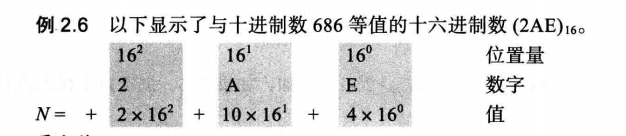 例 2.6 以下显示了与十进制数 686 等值的十六进制数 (2AE)₁₆。
16² 16¹ 16⁰ 位置量
2 A E 数字
N = + 2 × 16² + 10 × 16¹ + 4 × 16⁰ 值